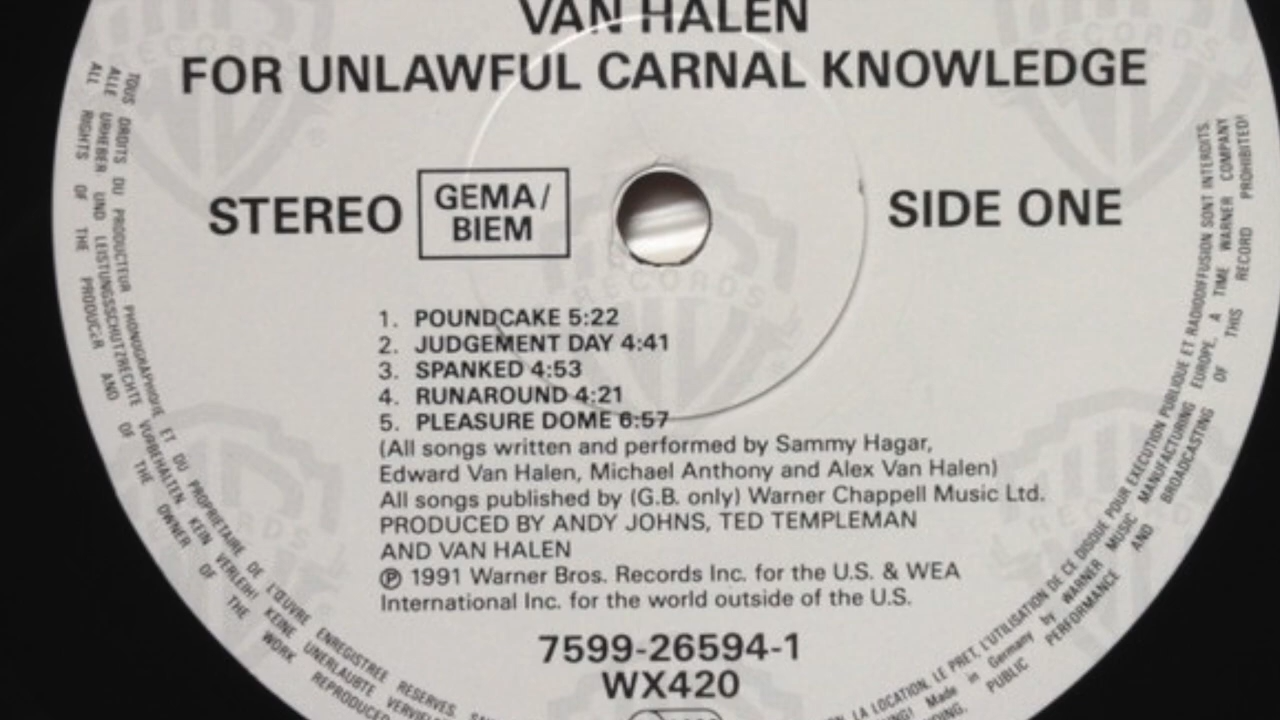 VAN HALEN
FOR UNLAWFUL CARNAL KNOWLEDGE
STEREO
GEMA/
BIEM
SIDE ONE
1. POUNDCAKE 5:22
2. JUDGEMENT DAY 4:41
3. SPANKED 4:53
4. RUNAROUND 4:21
5. PLEASURE DOME 6:57
(All songs written and performed by Sammy Hagar,
Edward Van Halen, Michael Anthony and Alex Van Halen)
All songs published by (G.B. only) Warner Chappell Music Ltd.
PRODUCED BY ANDY JOHNS, TED TEMPLEMAN
AND VAN HALEN
Ⓟ 1991 Warner Bros. Records Inc. for the U.S. & WEA
International Inc. for the world outside of the U.S.
7599-26594-1
WX420
TOUS DROITS DU PRODUCTEUR PHONOGRAPHIQUE ET DU PROPRIETAIRE DE L'ŒUVRE ENREGISTREE RESERVES.
LA LOCATION, LE PRET, L'UTILISATION DE CE DISQUE POUR EXÉCUTION PUBLIQUE ET RADIODIFFUSION SONT INTERDITS.
ALLE URHEBER UND LEISTUNGSSCHUTZRECHTE VORBEHALTEN KEIN VERLEIH! KEINE UNERLAUBTE
Made in Germany by WARNER MUSIC MANUFACTURING EUROPE, A TIME WARNER COMPANY
ALL RIGHTS OF THE PRODUCER AND OF THE OWNER OF THE WORK
PUBLIC PERFORMANCE AND BROADCASTING OF THIS RECORD PROHIBITED!
RECORDS
RECORDS
RECORDS
RECORDS
RECORDS